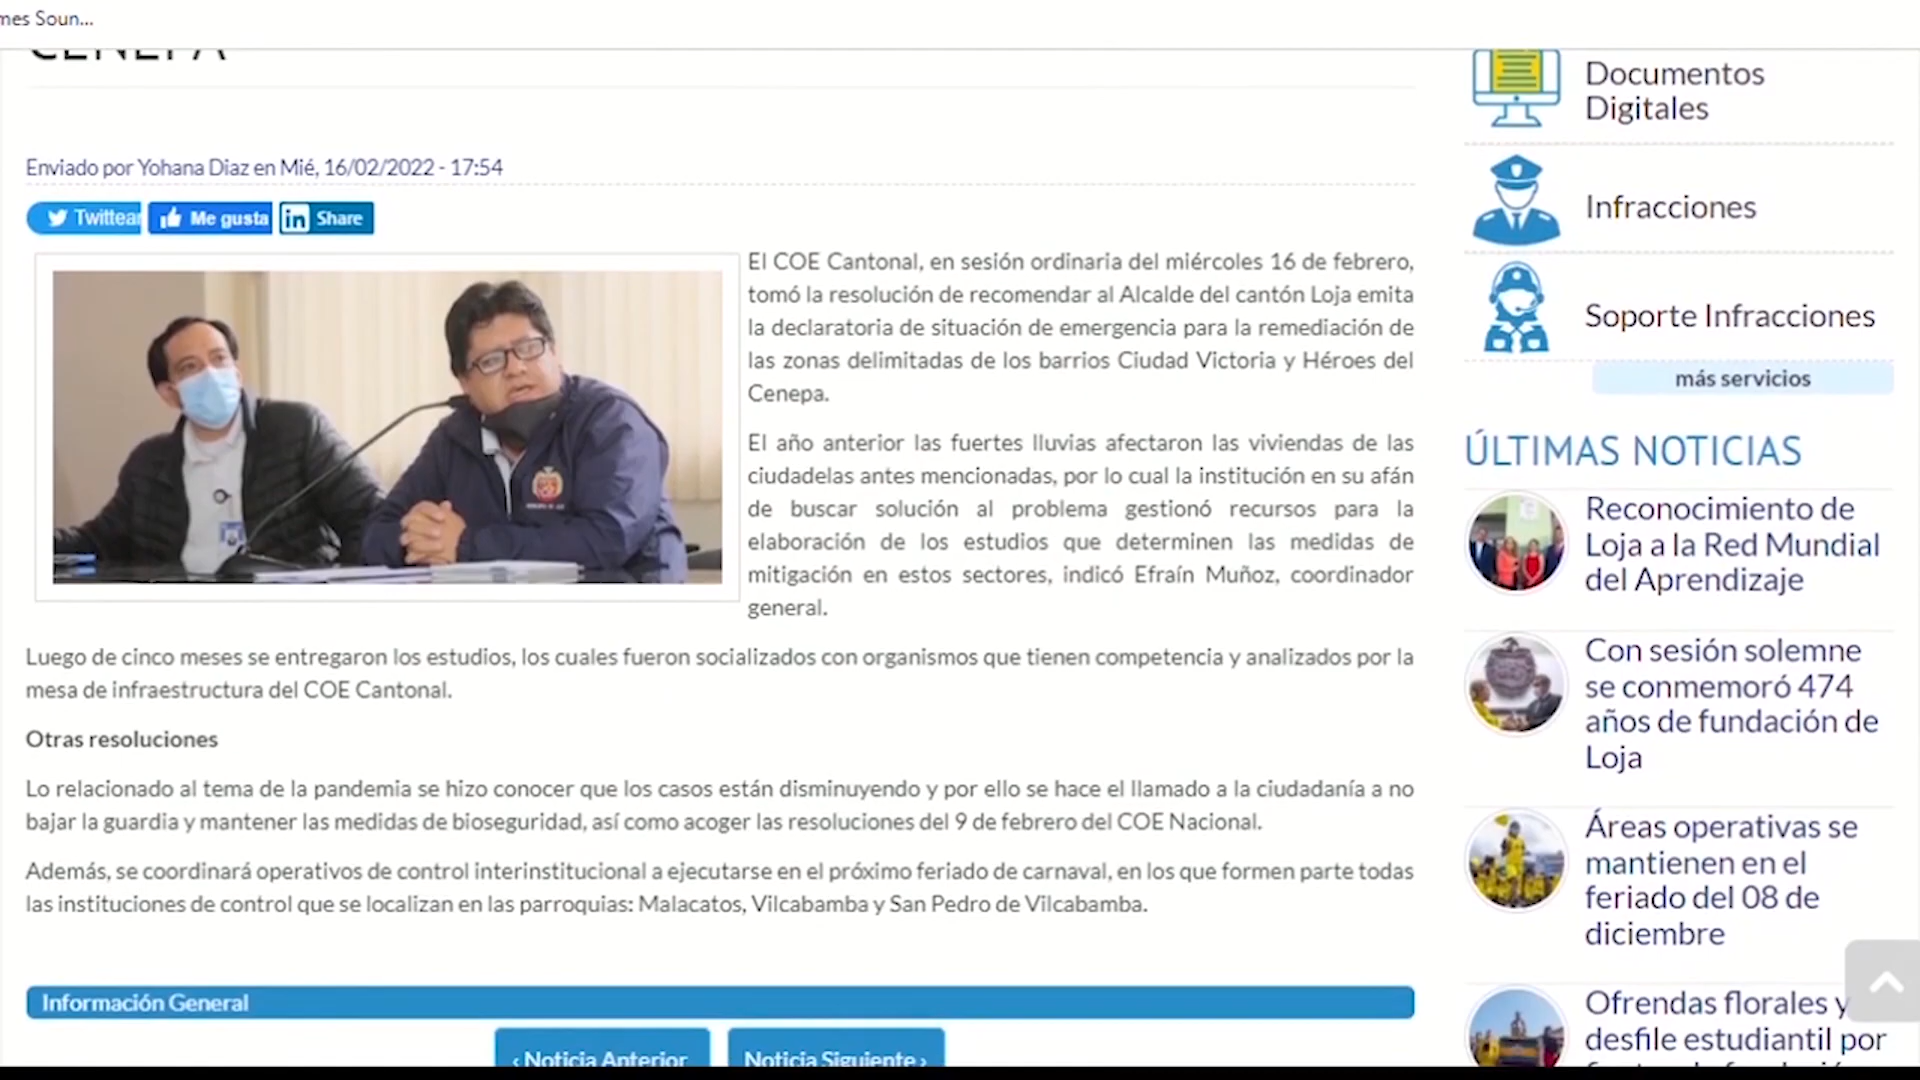 mes Soun...
CENEPA
Enviado por Yohana Diaz en Mié, 16/02/2022 - 17:54
Twittear
Me gusta
in Share
El COE Cantonal, en sesión ordinaria del miércoles 16 de febrero,
tomó la resolución de recomendar al Alcalde del cantón Loja emita
la declaratoria de situación de emergencia para la remediación de
las zonas delimitadas de los barrios Ciudad Victoria y Héroes del
Cenepa.
El año anterior las fuertes lluvias afectaron las viviendas de las
ciudadelas antes mencionadas, por lo cual la institución en su afán
de buscar solución al problema gestionó recursos para la
elaboración de los estudios que determinen las medidas de
mitigación en estos sectores, indicó Efraín Muñoz, coordinador
general.
Luego de cinco meses se entregaron los estudios, los cuales fueron socializados con organismos que tienen competencia y analizados por la
mesa de infraestructura del COE Cantonal.
Otras resoluciones
Lo relacionado al tema de la pandemia se hizo conocer que los casos están disminuyendo y por ello se hace el llamado a la ciudadanía a no
bajar la guardia y mantener las medidas de bioseguridad, así como acoger las resoluciones del 9 de febrero del COE Nacional.
Además, se coordinará operativos de control interinstitucional a ejecutarse en el próximo feriado de carnaval, en los que formen parte todas
las instituciones de control que se localizan en las parroquias: Malacatos, Vilcabamba y San Pedro de Vilcabamba.
Información General
‹ Noticia Anterior
Noticia Siguiente ›
Documentos
Digitales
Infracciones
Soporte Infracciones
más servicios
ÚLTIMAS NOTICIAS
Reconocimiento de
Loja a la Red Mundial
del Aprendizaje
Con sesión solemne
se conmemoró 474
años de fundación de
Loja
Áreas operativas se
mantienen en el
feriado del 08 de
diciembre
Ofrendas florales y
desfile estudiantil por